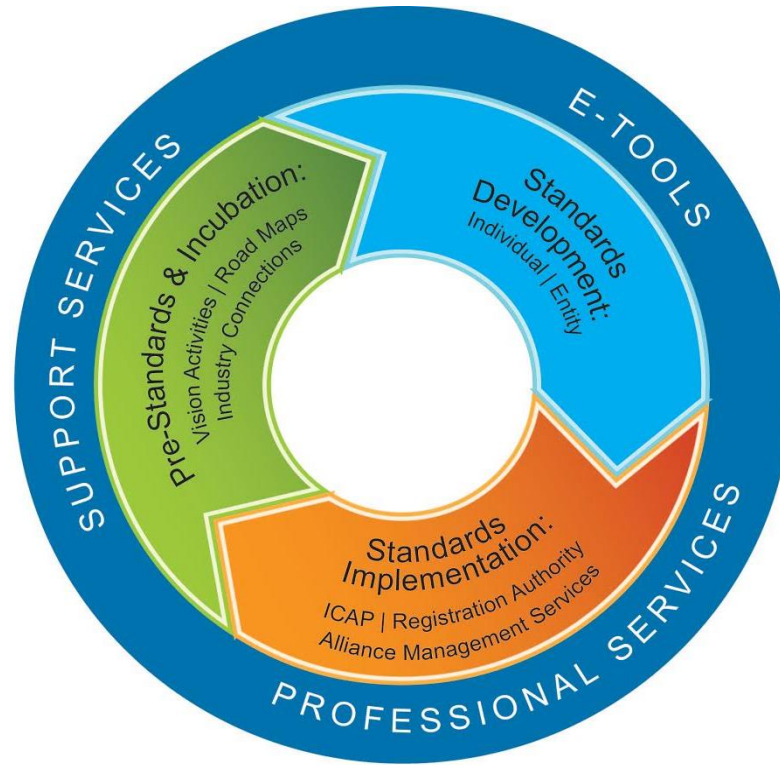 SUPPORT SERVICES
E-TOOLS
PROFESSIONAL SERVICES
Pre-Standards & Incubation:
Vision Activities | Road Maps
Industry Connections
Standards
Development:
Individual | Entity
Standards
Implementation:
ICAP | Registration Authority
Alliance Management Services